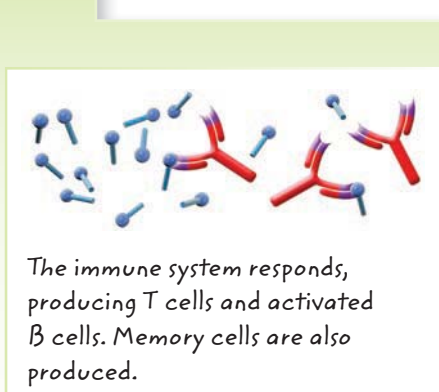 The immune system responds,
producing T cells and activated
B cells. Memory cells are also
produced.